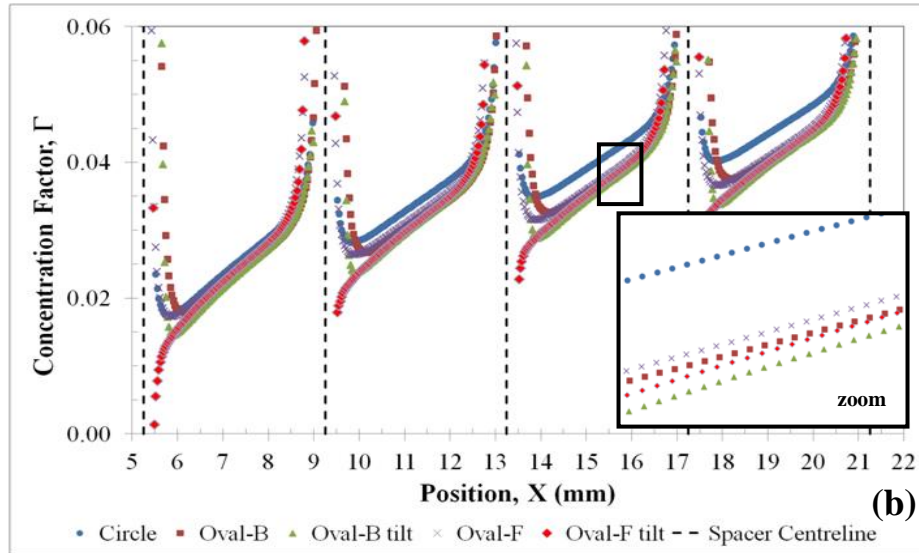 0.06
0.04
0.02
0.00
Concentration Factor, Γ
zoom
5 6 7 8 9 10 11 12 13 14 15 16 17 18 19 20 21 22
Position, X (mm)
(b)
Circle Oval-B Oval-B tilt Oval-F Oval-F tilt Spacer Centreline